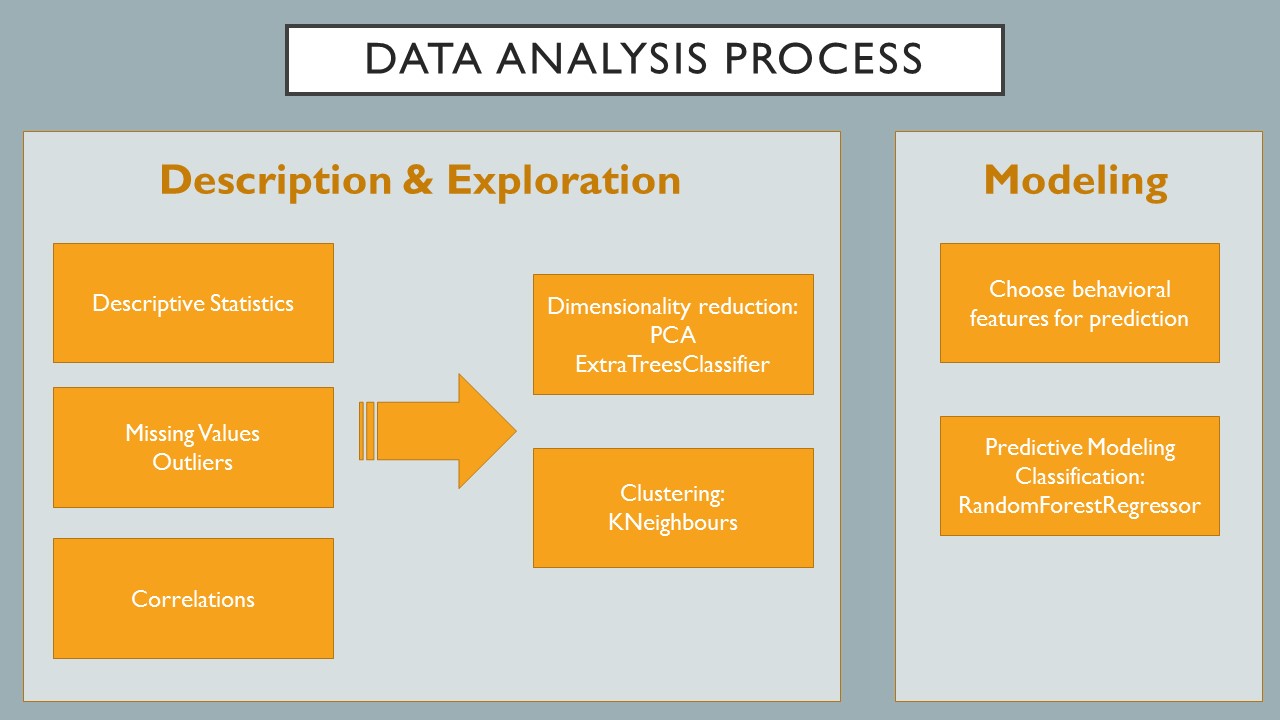 DATA ANALYSIS PROCESS
Description & Exploration
Descriptive Statistics
Missing Values
Outliers
Correlations
Dimensionality reduction:
PCA
ExtraTreesClassifier
Clustering:
KNeighbours
Modeling
Choose behavioral
features for prediction
Predictive Modeling
Classification:
RandomForestRegressor